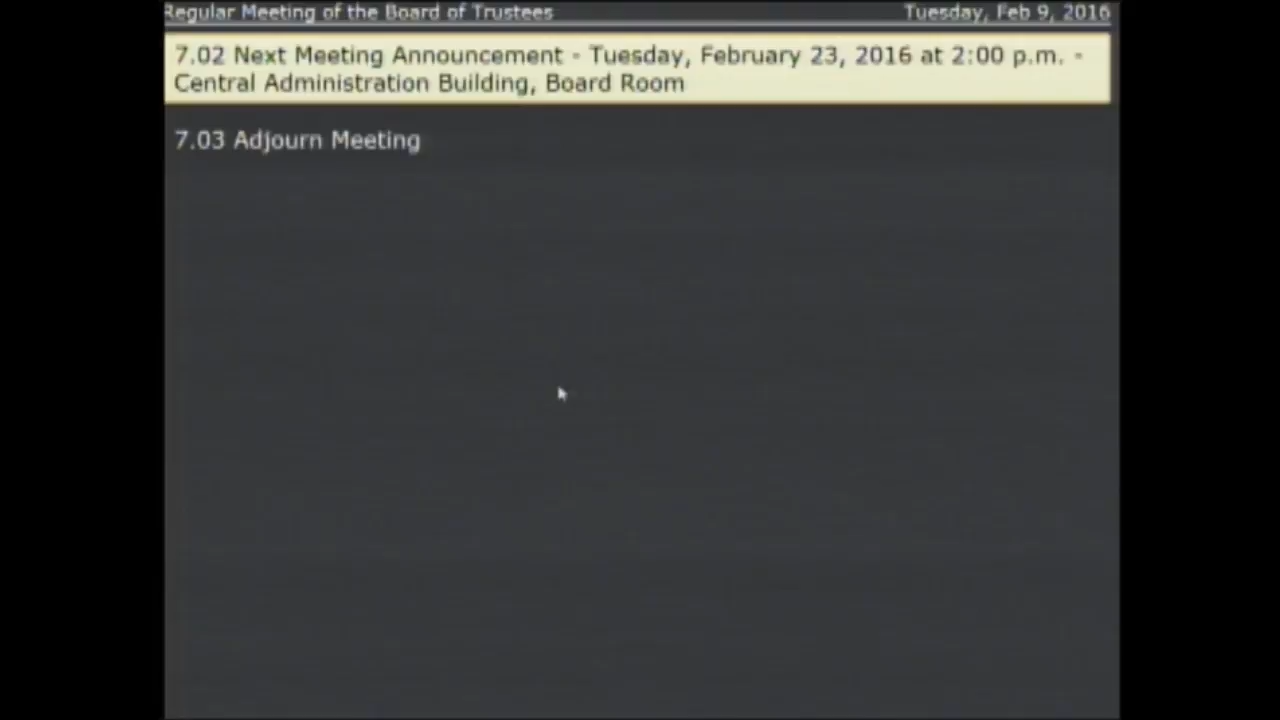 Regular Meeting of the Board of Trustees Tuesday, Feb 9, 2016
7.02 Next Meeting Announcement - Tuesday, February 23, 2016 at 2:00 p.m. -
Central Administration Building, Board Room
7.03 Adjourn Meeting